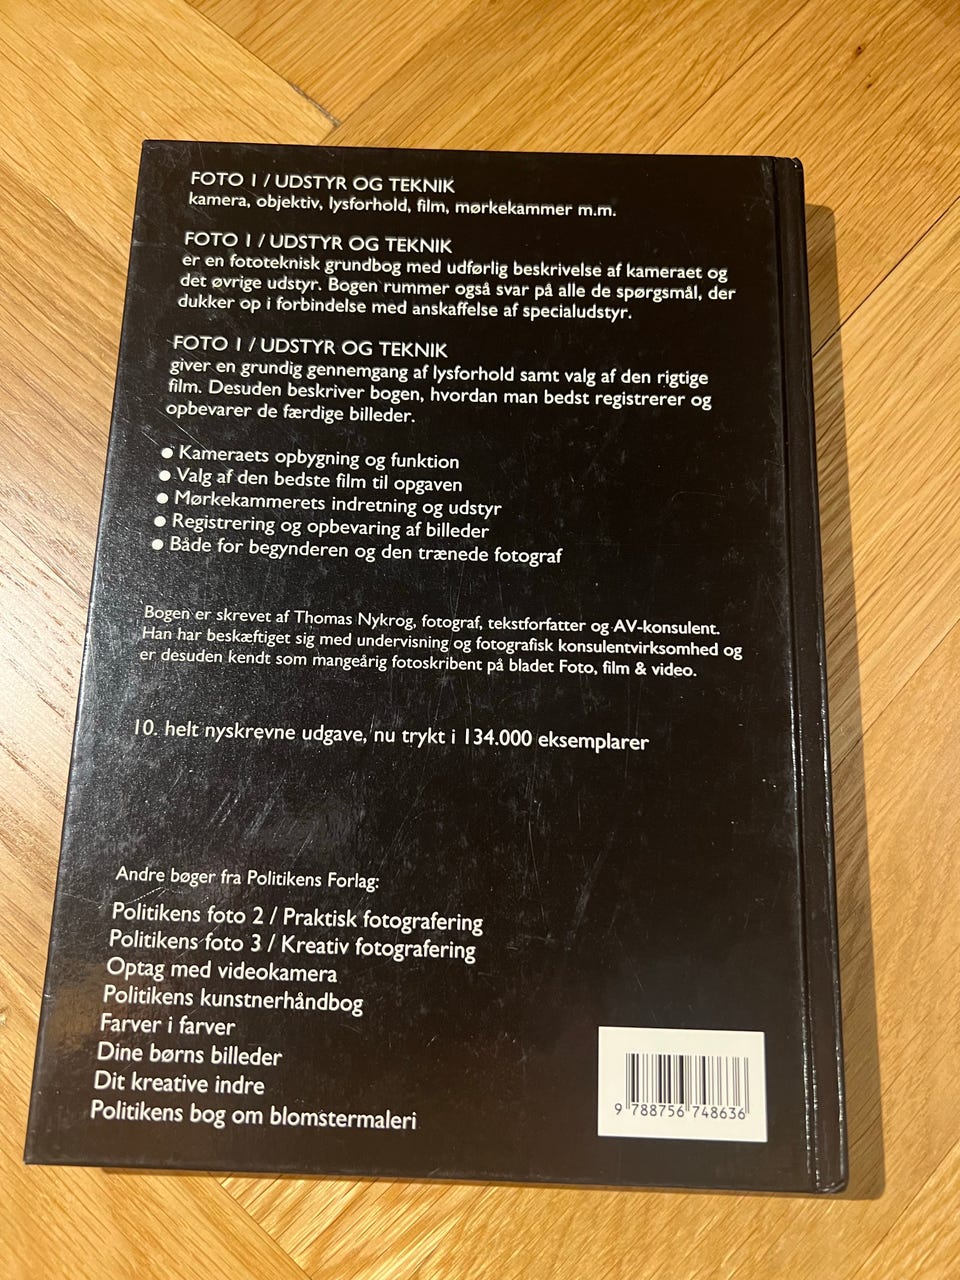 FOTO 1 / UDSTYR OG TEKNIK
kamera, objektiv, lysforhold, film, mørkekammer m.m.
FOTO 1 / UDSTYR OG TEKNIK
er en fototeknisk grundbog med udførlig beskrivelse af kameraet og
det øvrige udstyr. Bogen rummer også svar på alle de spørgsmål, der
dukker op i forbindelse med anskaffelse af specialudstyr.
FOTO 1 / UDSTYR OG TEKNIK
giver en grundig gennemgang af lysforhold samt valg af den rigtige
film. Desuden beskriver bogen, hvordan man bedst registrerer og
opbevarer de færdige billeder.
● Kameraets opbygning og funktion
● Valg af den bedste film til opgaven
● Mørkekammerets indretning og udstyr
● Registrering og opbevaring af billeder
● Både for begynderen og den trænede fotograf
Bogen er skrevet af Thomas Nykrog, fotograf, tekstforfatter og AV-konsulent.
Han har beskæftiget sig med undervisning og fotografisk konsulentvirksomhed og
er desuden kendt som mangeårig fotoskribent på bladet Foto, film & video.
10. helt nyskrevne udgave, nu trykt i 134.000 eksemplarer
Andre bøger fra Politikens Forlag:
Politikens foto 2 / Praktisk fotografering
Politikens foto 3 / Kreativ fotografering
Optag med videokamera
Politikens kunstnerhåndbog
Farver i farver
Dine børns billeder
Dit kreative indre
Politikens bog om blomstermaleri
9 788756 748636